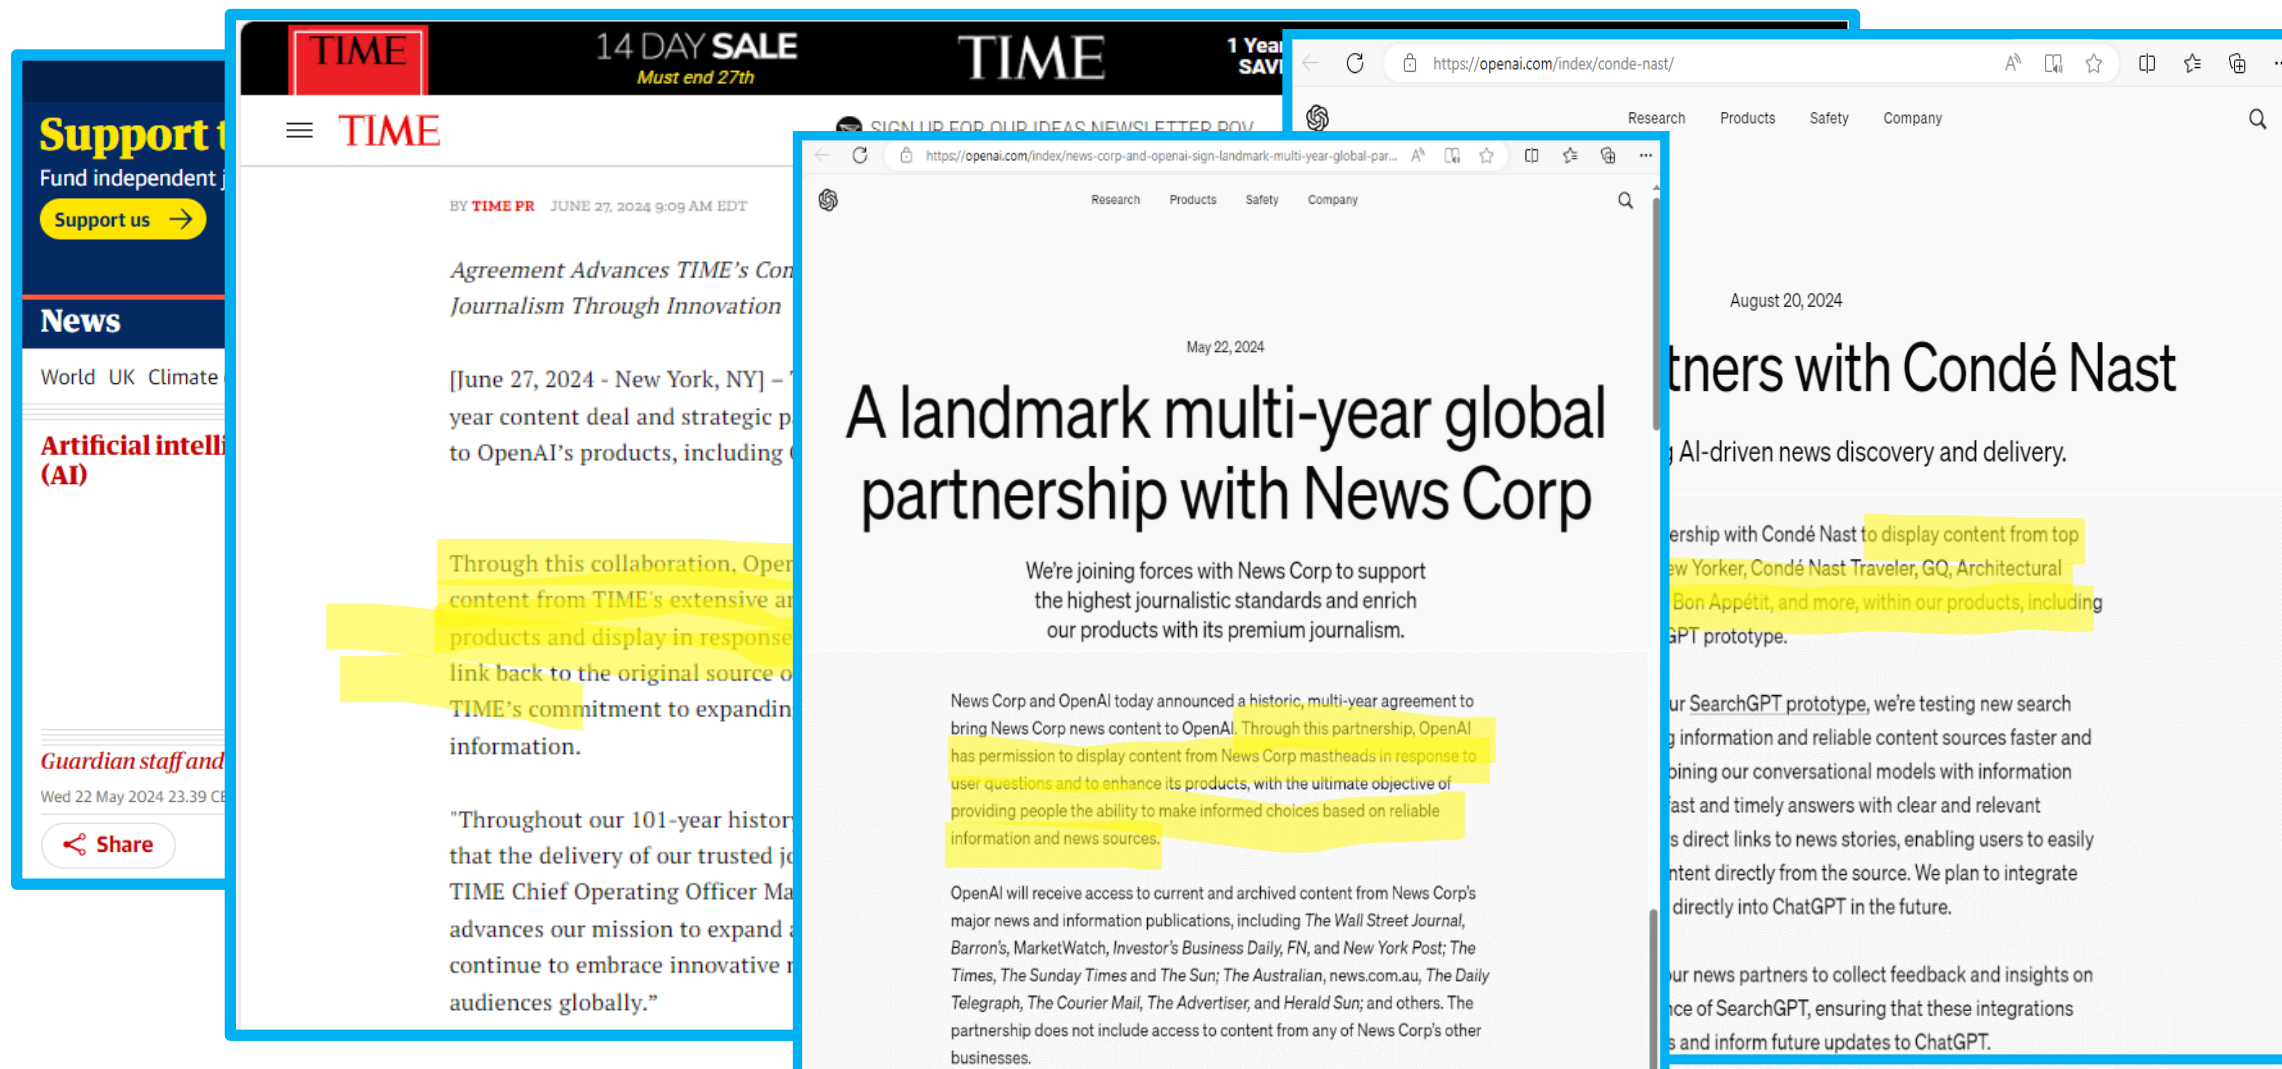 Support t
Fund independent j
Support us
News
World UK Climate
Artificial intelli
(AI)
Guardian staff and
Wed 22 May 2024 23.39 CE
Share
TIME
14 DAY SALE
Must end 27th
TIME
1 Yea
SAVI
TIME
SIGN UP FOR OUR IDEAS NEWSLETTER POV
BY TIME PR JUNE 27, 2024 9:09 AM EDT
Agreement Advances TIME's Con
Journalism Through Innovation
[June 27, 2024 - New York, NY] –
year content deal and strategic p
to OpenAI's products, including
Through this collaboration, Open
content from TIME's extensive ar
products and display in response
link back to the original source o
TIME's commitment to expandin
information.
"Throughout our 101-year history
that the delivery of our trusted jo
TIME Chief Operating Officer Ma
advances our mission to expand a
continue to embrace innovative
audiences globally.”
https://openai.com/index/news-corp-and-openai-sign-landmark-multi-year-global-par...
Research Products Safety Company
May 22, 2024
A landmark multi-year global
partnership with News Corp
We’re joining forces with News Corp to support
the highest journalistic standards and enrich
our products with its premium journalism.
News Corp and OpenAI today announced a historic, multi-year agreement to
bring News Corp news content to OpenAI. Through this partnership, OpenAI
has permission to display content from News Corp mastheads in response to
user questions and to enhance its products, with the ultimate objective of
providing people the ability to make informed choices based on reliable
information and news sources.
OpenAI will receive access to current and archived content from News Corp’s
major news and information publications, including The Wall Street Journal,
Barron’s, MarketWatch, Investor’s Business Daily, FN, and New York Post; The
Times, The Sunday Times and The Sun; The Australian, news.com.au, The Daily
Telegraph, The Courier Mail, The Advertiser, and Herald Sun; and others. The
partnership does not include access to content from any of News Corp’s other
businesses.
https://openai.com/index/conde-nast/
Research Products Safety Company
August 20, 2024
tners with Condé Nast
AI-driven news discovery and delivery.
ership with Condé Nast to display content from top
ew Yorker, Condé Nast Traveler, GQ, Architectural
Bon Appétit, and more, within our products, including
GPT prototype.
ur SearchGPT prototype, we’re testing new search
g information and reliable content sources faster and
bining our conversational models with information
fast and timely answers with clear and relevant
s direct links to news stories, enabling users to easily
ntent directly from the source. We plan to integrate
directly into ChatGPT in the future.
ur news partners to collect feedback and insights on
nce of SearchGPT, ensuring that these integrations
s and inform future updates to ChatGPT.